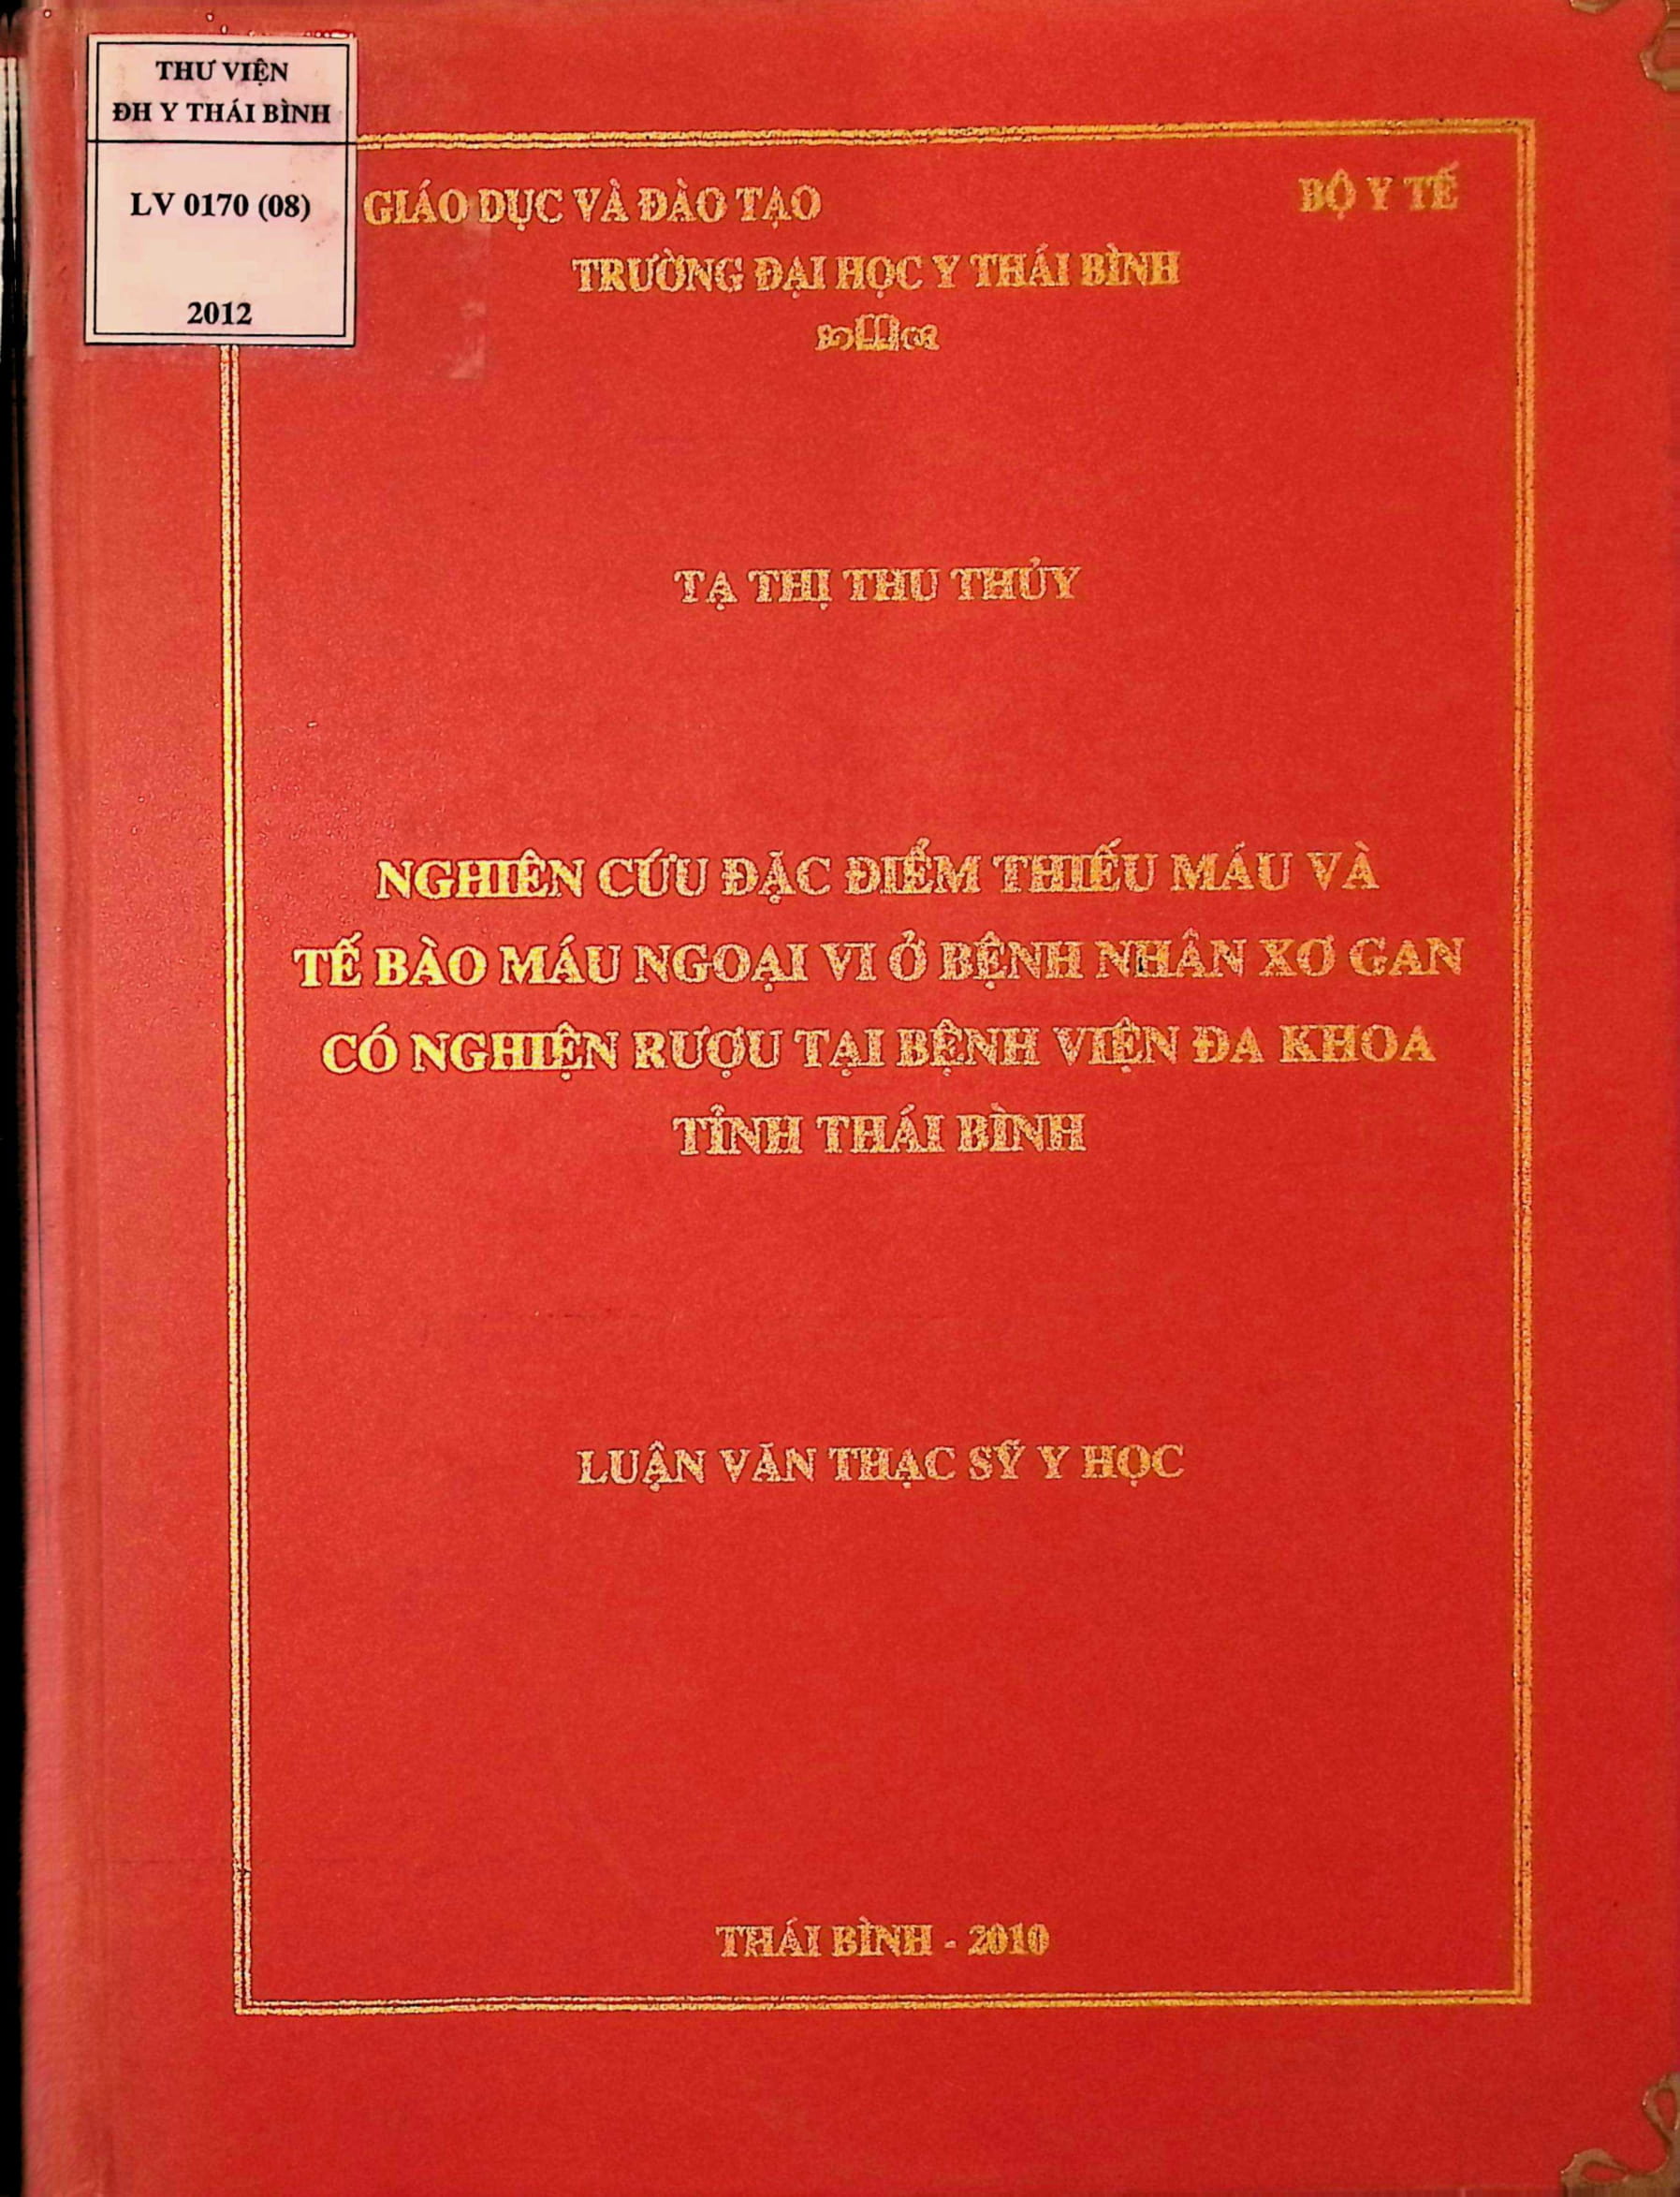 THƯ VIỆN
ĐH Y THÁI BÌNH
LV 0170 (08)
2012
GIÁO DỤC VÀ ĐÀO TẠO BỘ Y TẾ
TRƯỜNG ĐẠI HỌC Y THÁI BÌNH
TẠ THỊ THU THỦY
NGHIÊN CỨU ĐẶC ĐIỂM THIẾU MÁU VÀ
TẾ BÀO MÁU NGOẠI VI Ở BỆNH NHÂN XƠ GAN
CÓ NGHIỆN RƯỢU TẠI BỆNH VIỆN ĐA KHOA
TỈNH THÁI BÌNH
LUẬN VĂN THẠC SỸ Y HỌC
THÁI BÌNH - 2010